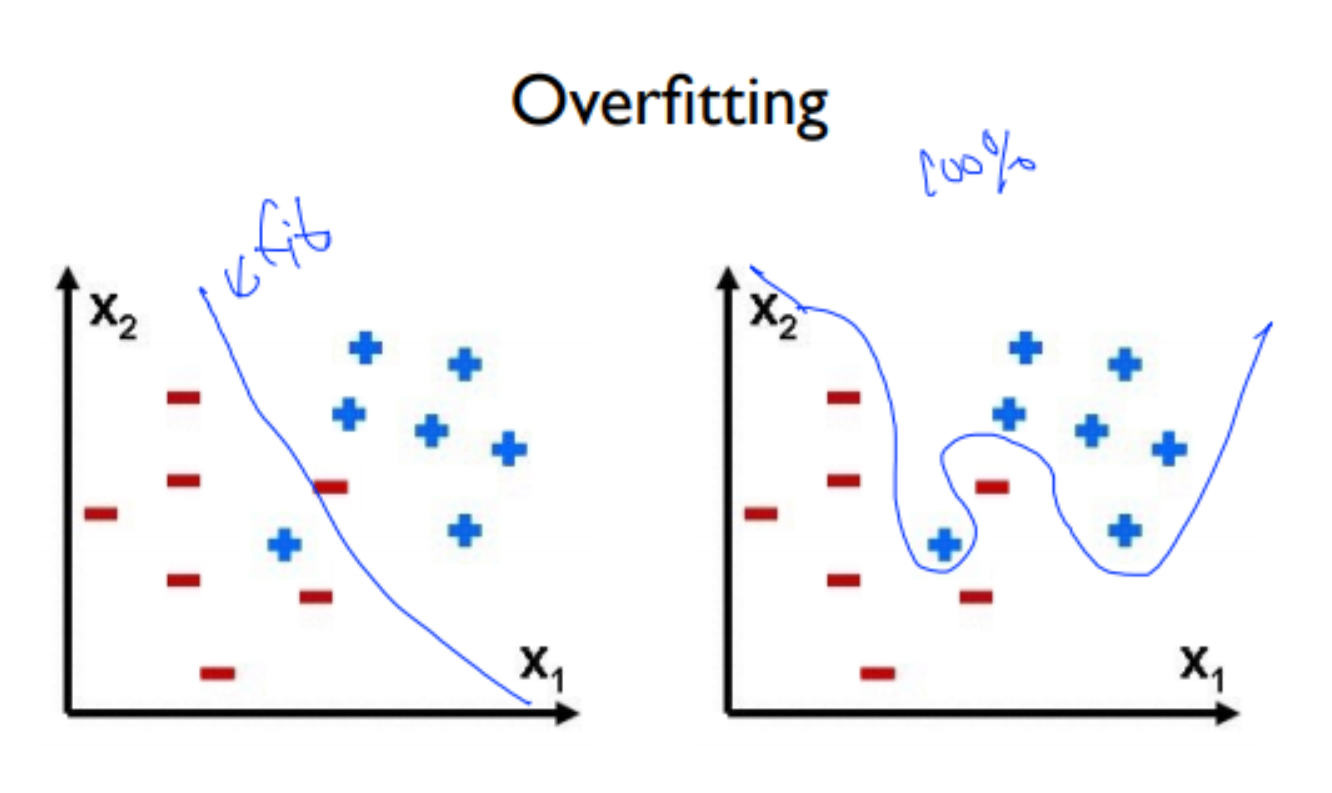 Overfitting
100%
fit
X₂
X₁
X₂
X₁